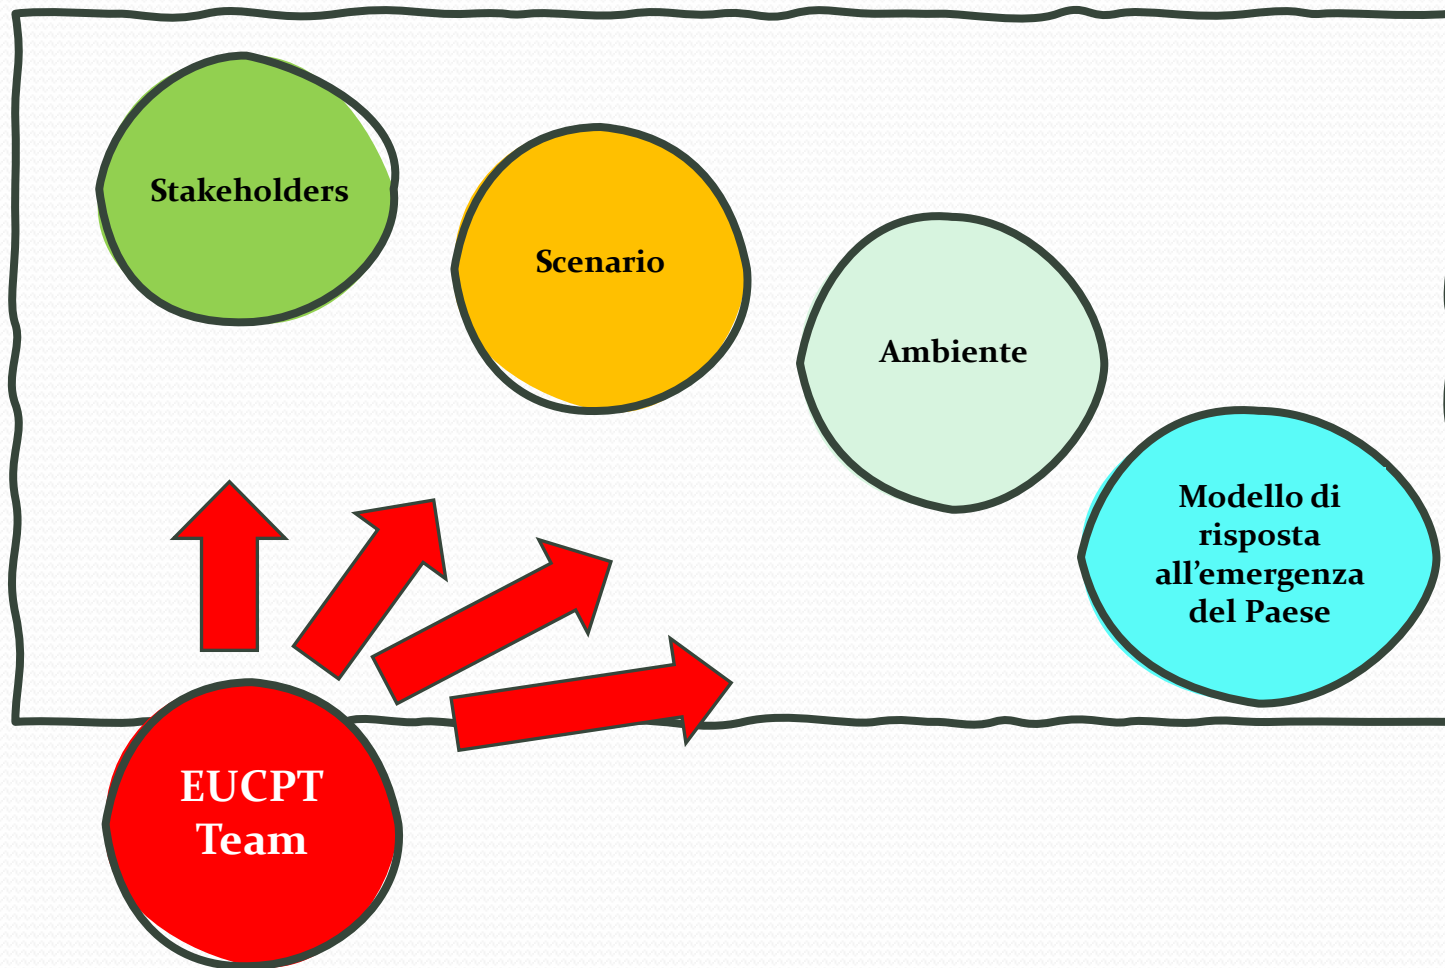 Stakeholders
Scenario
Ambiente
Modello di
risposta
all’emergenza
del Paese
EUCPT
Team